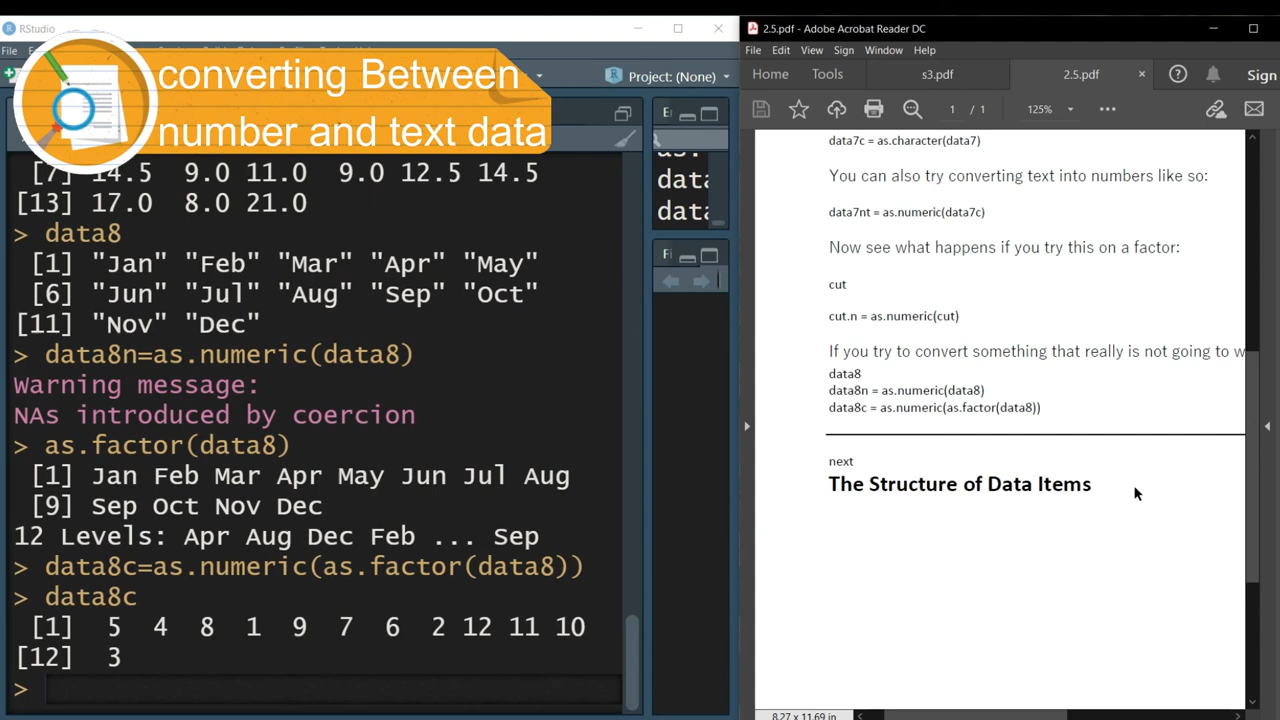 RStudio
File
converting Between
number and text data
Project: (None)
[7] 14.5 9.0 11.0 9.0 12.5 14.5
[13] 17.0 8.0 21.0
> data8
[1] "Jan" "Feb" "Mar" "Apr" "May"
[6] "Jun" "Jul" "Aug" "Sep" "Oct"
[11] "Nov" "Dec"
> data8n=as.numeric(data8)
Warning message:
NAs introduced by coercion
> as.factor(data8)
[1] Jan Feb Mar Apr May Jun Jul Aug
[9] Sep Oct Nov Dec
12 Levels: Apr Aug Dec Feb ... Sep
> data8c=as.numeric(as.factor(data8))
> data8c
[1] 5 4 8 1 9 7 6 2 12 11 10
[12] 3
>
2.5.pdf - Adobe Acrobat Reader DC
File Edit View Sign Window Help
Home Tools s3.pdf 2.5.pdf × Sign
1 / 1 125%
data7c = as.character(data7)
You can also try converting text into numbers like so:
data7nt = as.numeric(data7c)
Now see what happens if you try this on a factor:
cut
cut.n = as.numeric(cut)
If you try to convert something that really is not going to w
data8
data8n = as.numeric(data8)
data8c = as.numeric(as.factor(data8))
next
The Structure of Data Items
8.27 x 11.69 in